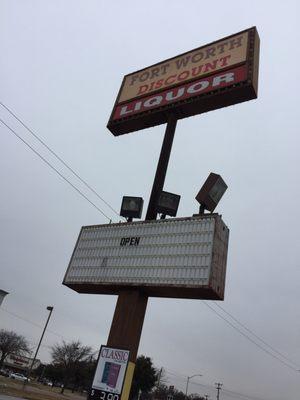 FORT WORTH
DISCOUNT
LIQUOR
OPEN
CLASSIC